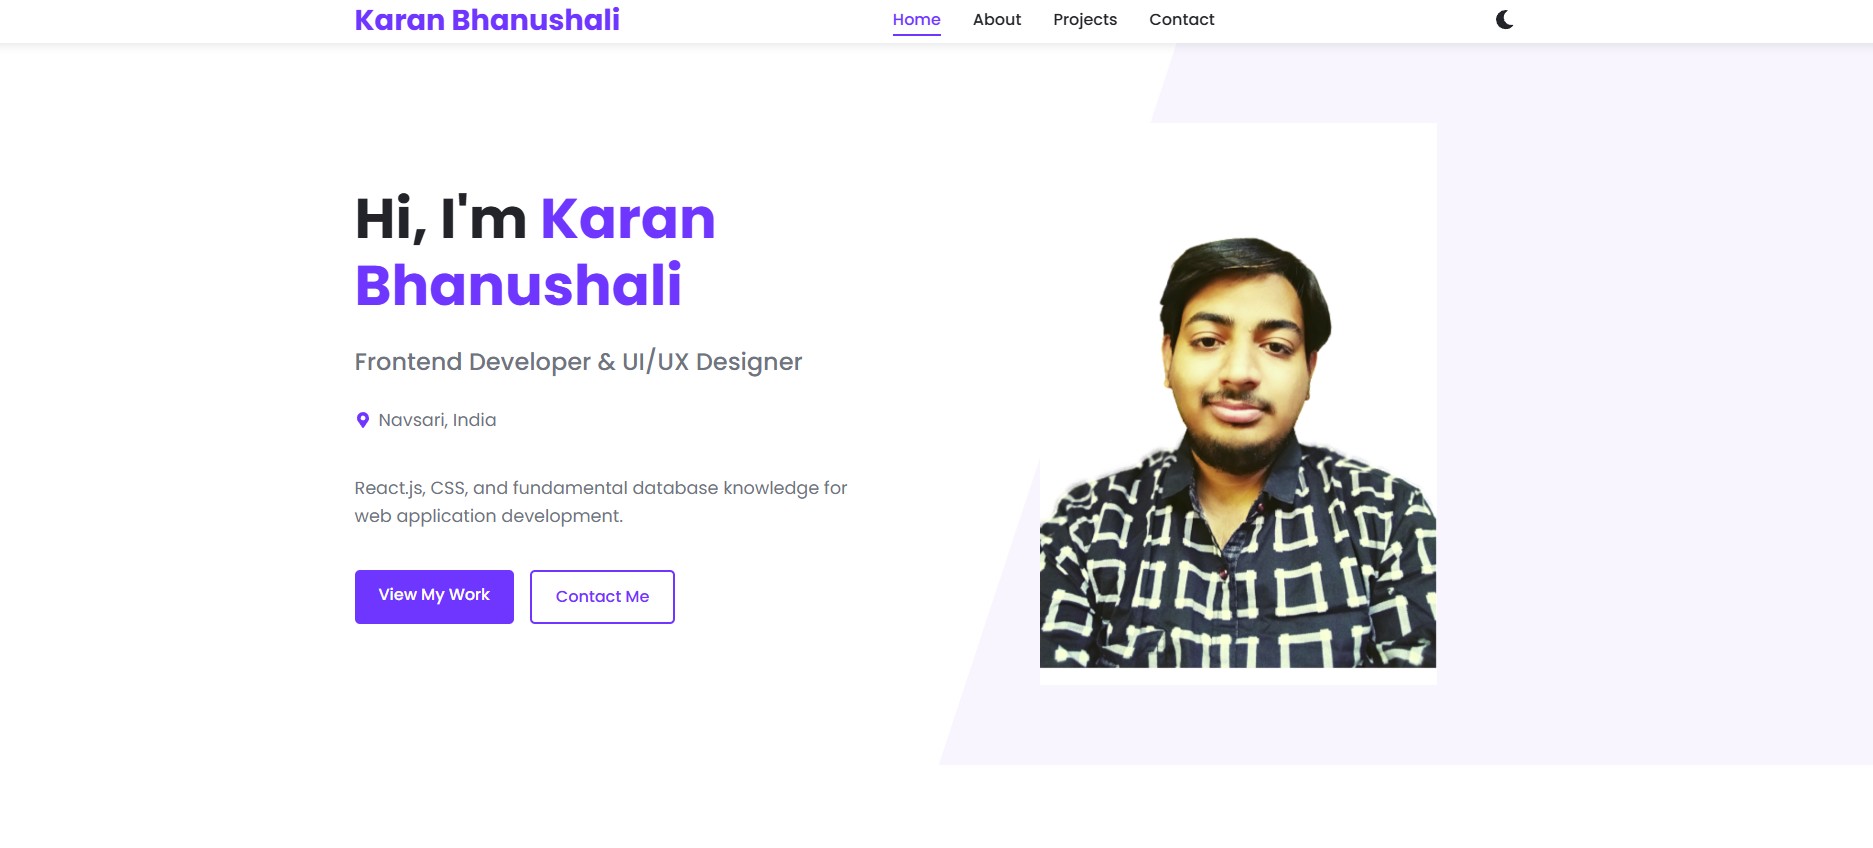 Karan Bhanushali
Home About Projects Contact
Hi, I'm Karan
Bhanushali
Frontend Developer & UI/UX Designer
Navsari, India
React.js, CSS, and fundamental database knowledge for
web application development.
View My Work Contact Me